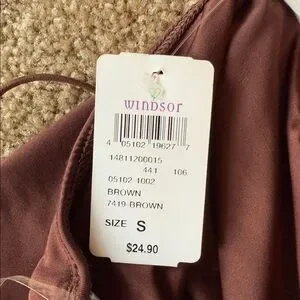 WINDSOR
4 05102 19627 7
14811200015
441 106
05102-1002
BROWN
7419-BROWN
SIZE S
$24.90